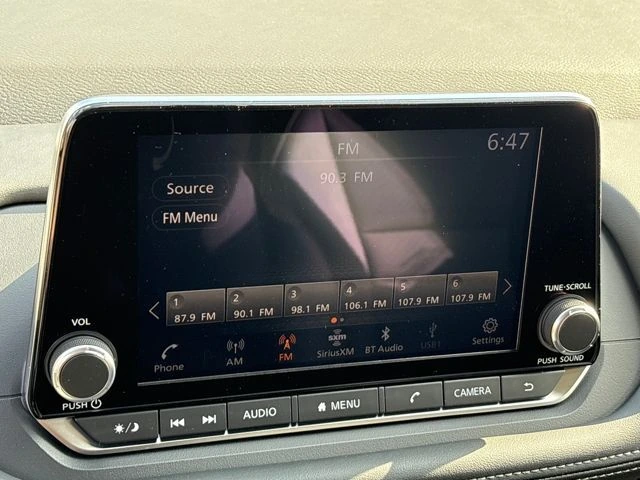 FM
6:47
90.3 FM
Source
FM Menu
1 2 3 4 5 6
87.9 FM 90.1 FM 98.1 FM 106.1 FM 107.9 FM 107.9 FM
Phone AM FM SiriusXM BT Audio USB1 Settings
sxm
VOL
PUSH
TUNE·SCROLL
PUSH SOUND
AUDIO MENU CAMERA